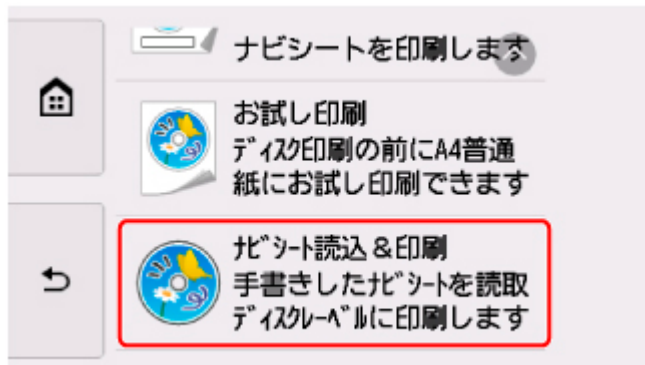 ナビシートを印刷します
お試し印刷
ディスク印刷の前にA4普通
紙にお試し印刷できます
ナビシート読込&印刷
手書きしたナビシートを読取
ディスクレーベルに印刷します